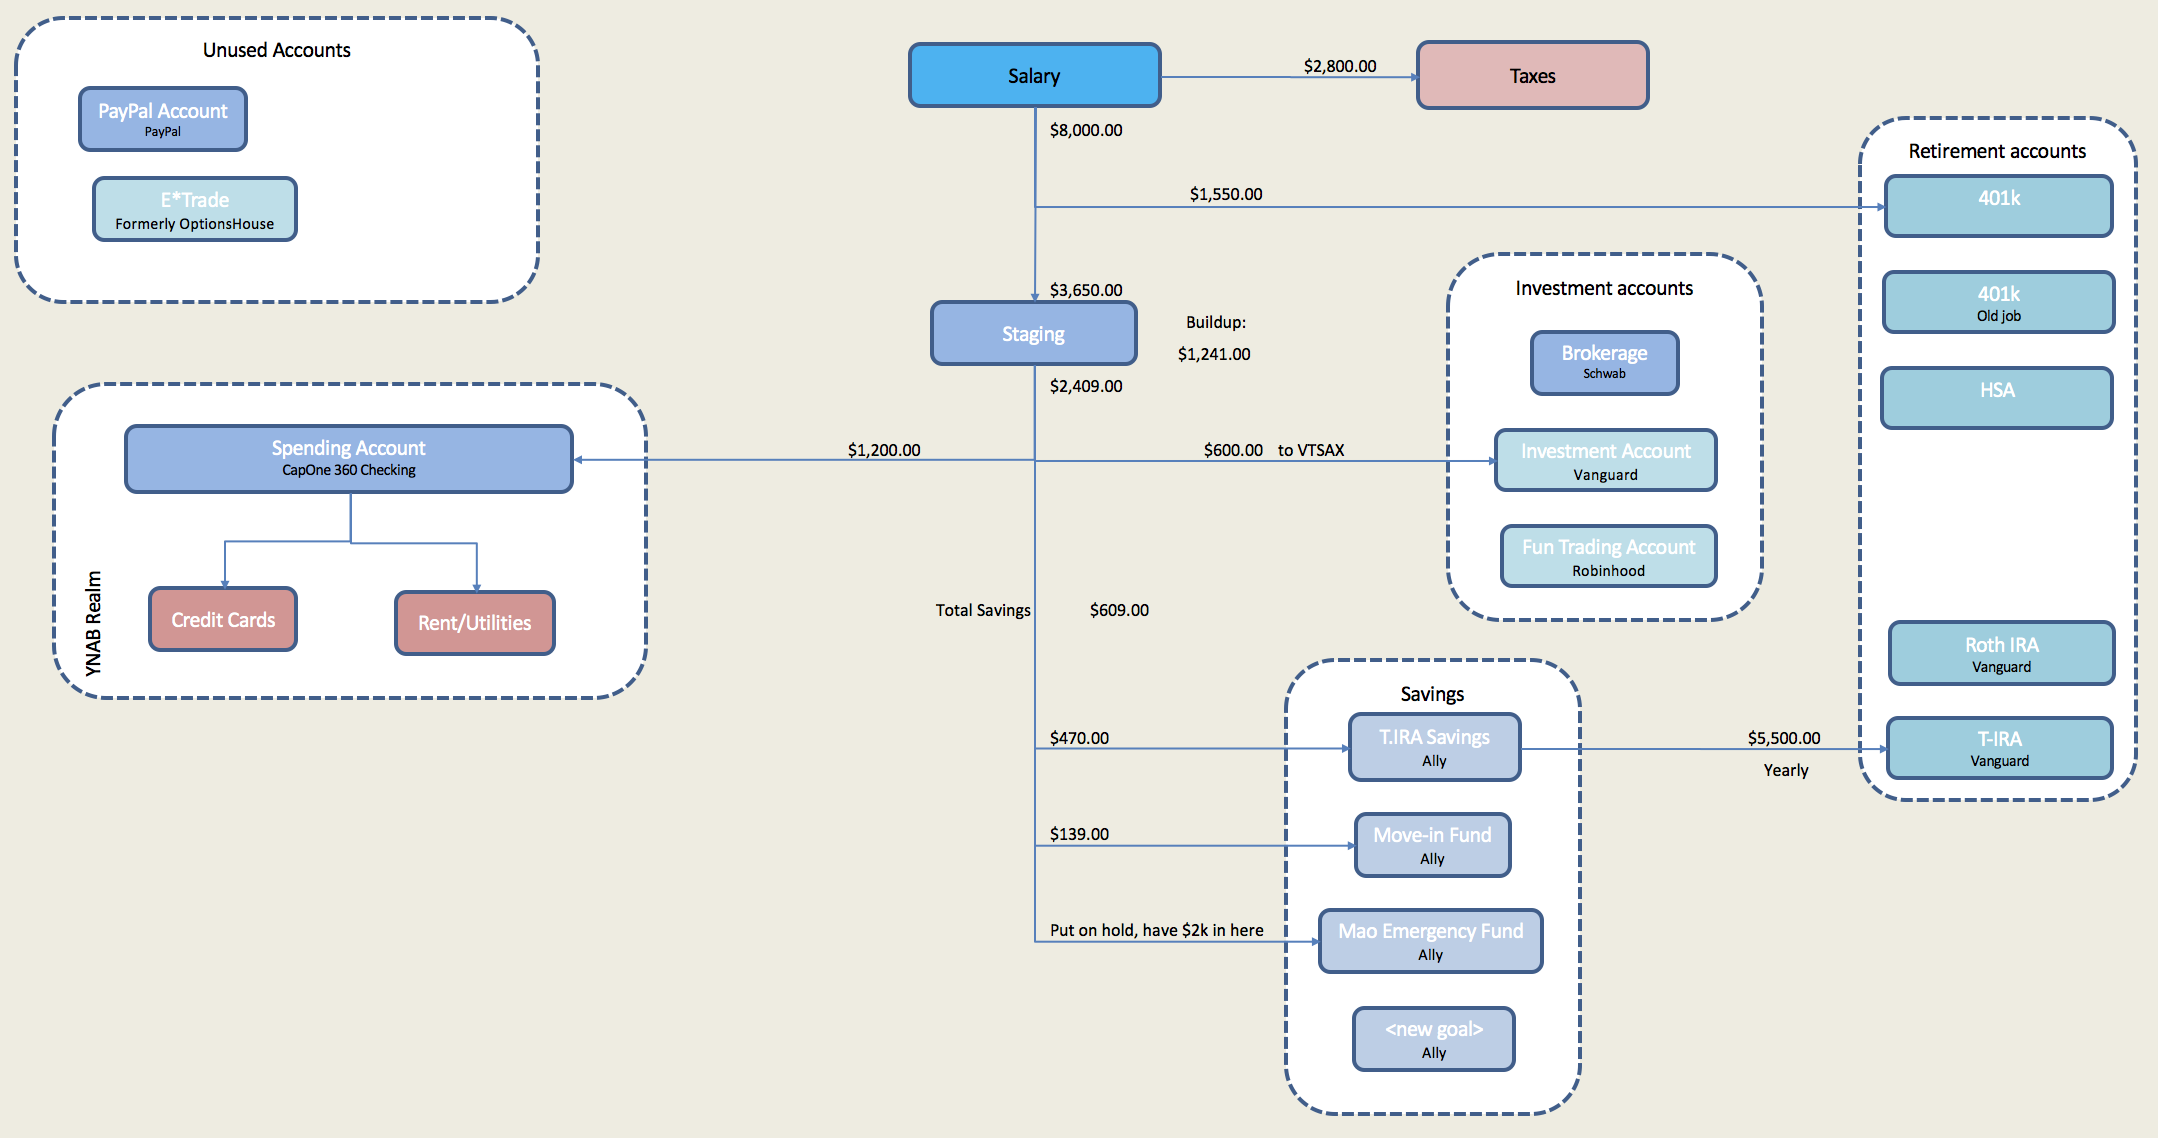 Unused Accounts
PayPal Account
PayPal
E*Trade
Formerly OptionsHouse
Salary
$2,800.00
Taxes
$8,000.00
$1,550.00
$3,650.00
Staging
Buildup:
$1,241.00
$2,409.00
Retirement accounts
401k
401k
Old job
HSA
Roth IRA
Vanguard
T-IRA
Vanguard
Investment accounts
Brokerage
Schwab
Investment Account
Vanguard
Fun Trading Account
Robinhood
$1,200.00
$600.00 to VTSAX
Spending Account
CapOne 360 Checking
Credit Cards
Rent/Utilities
YNAB Realm
Total Savings $609.00
Savings
$470.00
T.IRA Savings
Ally
$5,500.00
Yearly
$139.00
Move-in Fund
Ally
Put on hold, have $2k in here
Mao Emergency Fund
Ally
<new goal>
Ally